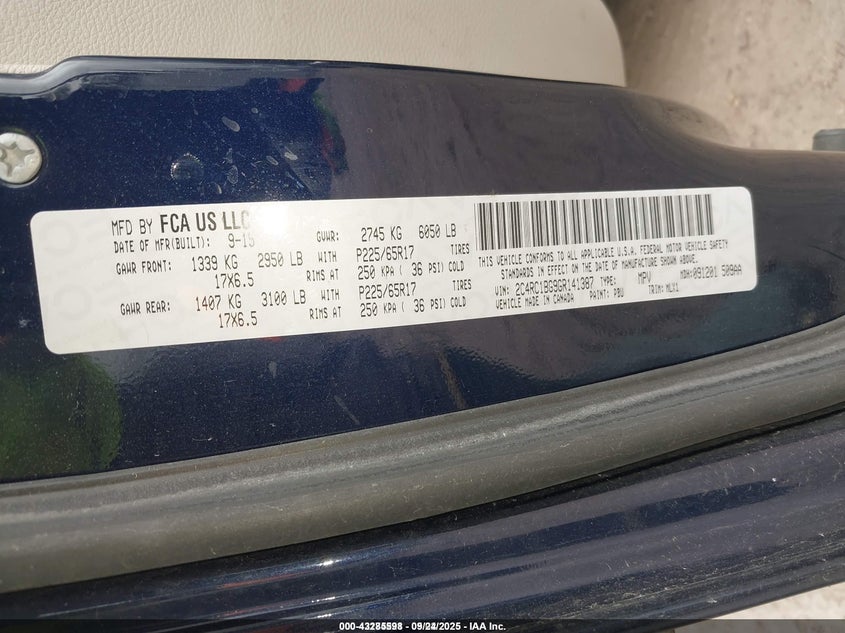 MFD BY FCA US LLC
DATE OF MFR(BUILT): 9-15 GVWR: 2745 KG 6050 LB
GAWR FRONT: 1339 KG 2950 LB WITH P225/65R17 TIRES
17X6.5 RIMS AT 250 KPA ( 36 PSI) COLD
GAWR REAR: 1407 KG 3100 LB WITH P225/65R17 TIRES
17X6.5 RIMS AT 250 KPA ( 36 PSI) COLD
THIS VEHICLE CONFORMS TO ALL APPLICABLE U.S.A. FEDERAL MOTOR VEHICLE SAFETY
STANDARDS IN EFFECT ON THE DATE OF MANUFACTURE SHOWN ABOVE.
VIN: 2C4RC1BG9GR141387 TYPE: MPV MDH:091201 509AA
VEHICLE MADE IN CANADA PAINT: PBU TRIM: MLX1
000-43285598 - 09/24/2025 - IAA Inc.